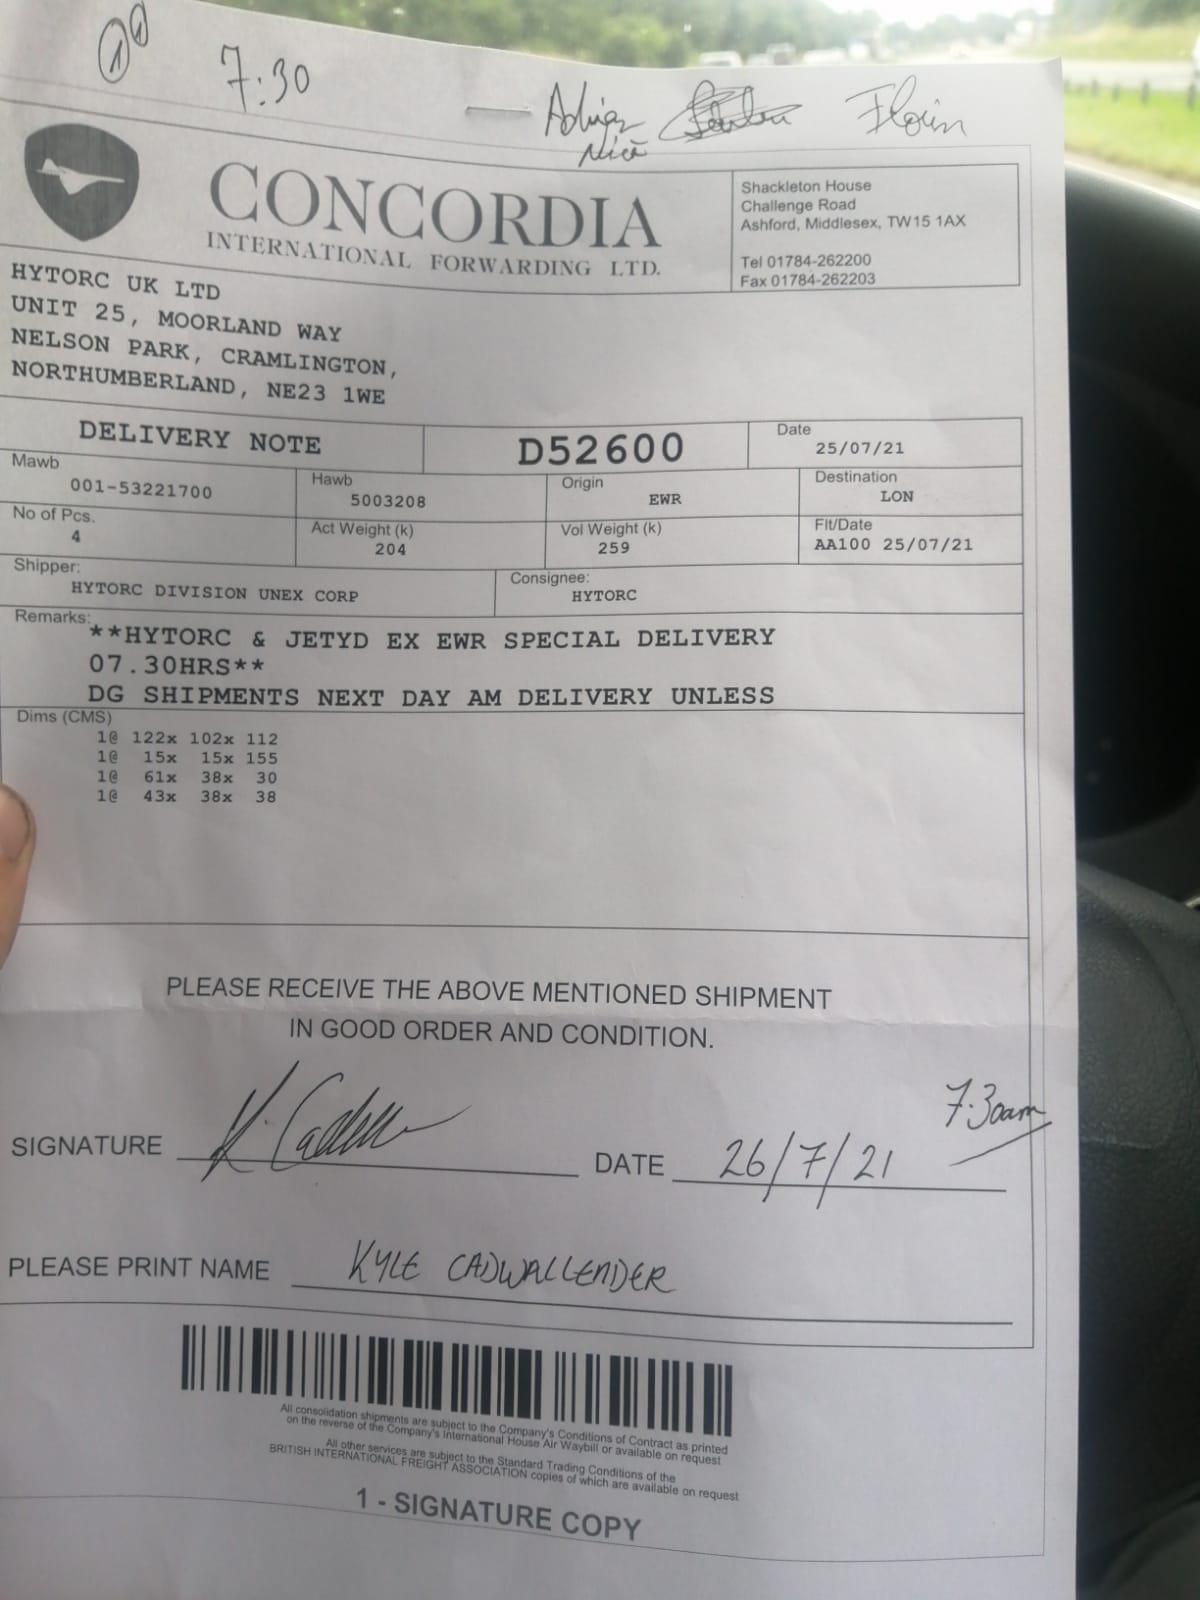 7:30
Adrian Florin
Nicã
CONCORDIA
INTERNATIONAL FORWARDING LTD.
Shackleton House
Challenge Road
Ashford, Middlesex, TW15 1AX
Tel 01784-262200
Fax 01784-262203
HYTORC UK LTD
UNIT 25, MOORLAND WAY
NELSON PARK, CRAMLINGTON,
NORTHUMBERLAND, NE23 1WE
DELIVERY NOTE
D52600
Date
25/07/21
Mawb
001-53221700
Hawb
5003208
Origin
EWR
Destination
LON
No of Pcs.
4
Act Weight (k)
204
Vol Weight (k)
259
Flt/Date
AA100 25/07/21
Shipper:
HYTORC DIVISION UNEX CORP
Consignee:
HYTORC
Remarks:
**HYTORC & JETYD EX EWR SPECIAL DELIVERY
07.30HRS**
DG SHIPMENTS NEXT DAY AM DELIVERY UNLESS
Dims (CMS)
1@ 122x 102x 112
1@ 15x 15x 155
1@ 61x 38x 30
1@ 43x 38x 38
PLEASE RECEIVE THE ABOVE MENTIONED SHIPMENT
IN GOOD ORDER AND CONDITION.
7.30am
SIGNATURE K. Cadwallender DATE 26/7/21
PLEASE PRINT NAME KYLE CADWALLENDER
All consolidation shipments are subject to the Company's Conditions of Contract as printed
on the reverse of the Company's International House Air Waybill or available on request
All other services are subject to the Standard Trading Conditions of the
BRITISH INTERNATIONAL FREIGHT ASSOCIATION copies of which are available on request
1 - SIGNATURE COPY